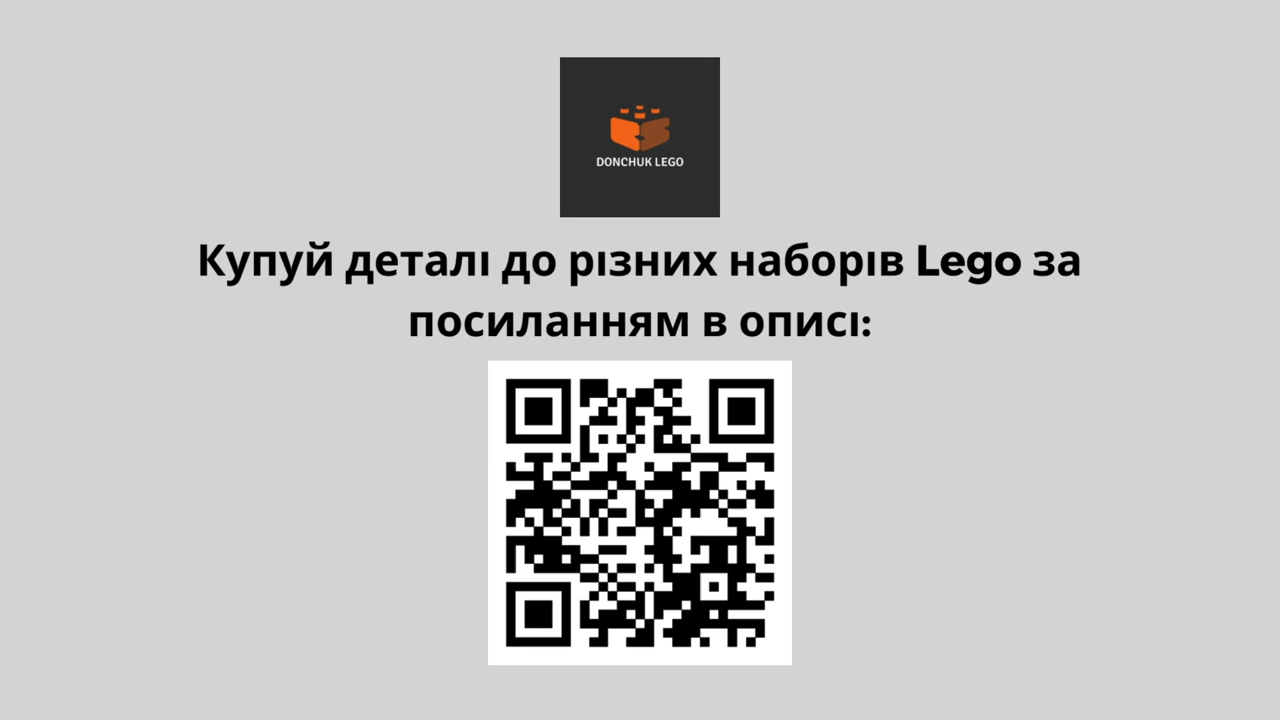 DONCHUK LEGO
Купуй деталі до різних наборів Lego за
посиланням в описі: